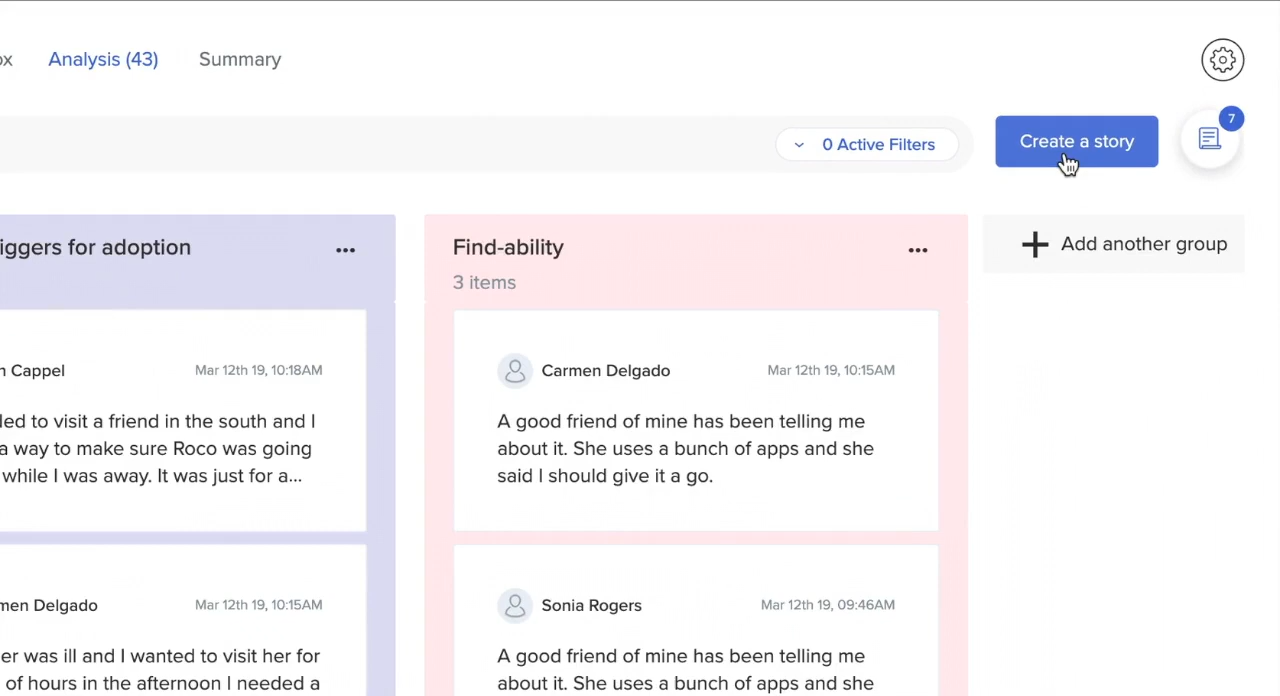 ox Analysis (43) Summary
0 Active Filters
Create a story
7
iggers for adoption ...
Find-ability ...
3 items
Add another group
n Cappel Mar 12th 19, 10:18AM
led to visit a friend in the south and I
a way to make sure Roco was going
while I was away. It was just for a...
Carmen Delgado Mar 12th 19, 10:15AM
A good friend of mine has been telling me
about it. She uses a bunch of apps and she
said I should give it a go.
men Delgado Mar 12th 19, 10:15AM
er was ill and I wanted to visit her for
of hours in the afternoon I needed a
Sonia Rogers Mar 12th 19, 09:46AM
A good friend of mine has been telling me
about it. She uses a bunch of apps and she